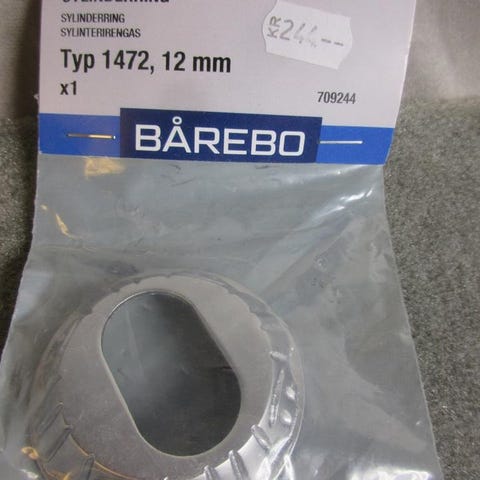 SYLINDERRING
SYLINTERIRENGAS
Typ 1472, 12 mm
x1
709244
KR 244--
BÅREBO